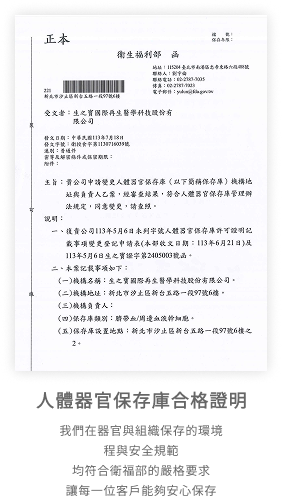 正本
檔　號：
保存年限：
衛生福利部　函
地址：115204 臺北市南港區忠孝東路六段488號
聯絡人：劉宇倫
聯絡電話：02-2787-7035
傳真：02-2787-7023
電子郵件：
221
新北市汐止區新台五路一段97號6樓
受文者：生之寶國際再生醫學科技股份有
限公司
發文日期：中華民國113年7月18日
發文字號：衛授食字第1130716039號
速別：普通件
密等及解密條件或保密期限：
附件：
主旨：貴公司申請變更人體器官保存庫（以下簡稱保存庫）機構地
址與負責人乙案，經審查結果，符合人體器官保存庫管理辦
法規定，同意變更，請查照。
說明：
一、復貴公司113年5月6日未列字號人體器官保存庫許可證明記
載事項變更登記申請表(本部收文日期：113年6月21日)及
113年5月6日生之寶字第2405003號函。
二、本案記載事項如下：
(一)機構名稱：生之寶國際再生醫學科技股份有限公司。
(二)機構地址：新北市汐止區新台五路一段97號6樓。
(三)機構負責人：
(四)保存庫類別：臍帶血/周邊血液幹細胞。
(五)保存庫設置地點：新北市汐止區新台五路一段97號6樓之
2。
人體器官保存庫合格證明
我們在器官與組織保存的環境
程與安全規範
均符合衛福部的嚴格要求
讓每一位客戶能夠安心保存